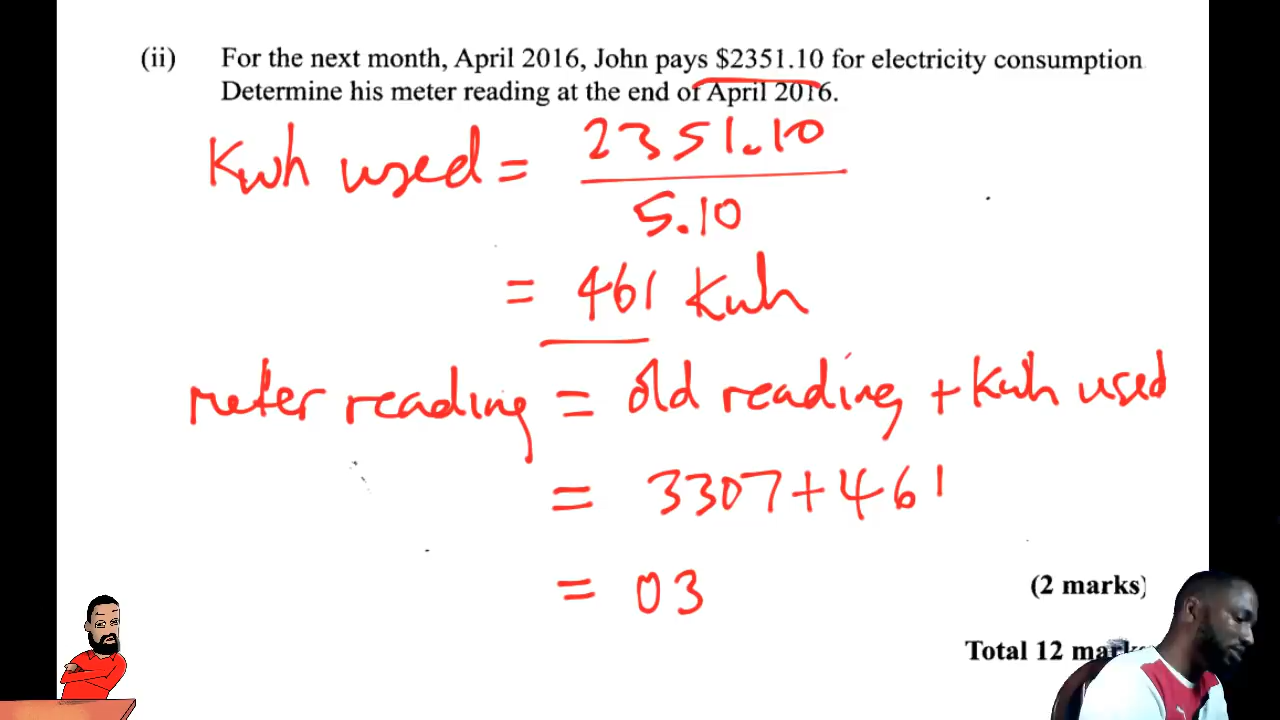 (ii) For the next month, April 2016, John pays $2351.10 for electricity consumption
Determine his meter reading at the end of April 2016.
Kwh used = 2351.10
5.10
= 461 Kwh
meter reading = old reading + Kwh used
= 3307 + 461
= 03
(2 marks)
Total 12 mark